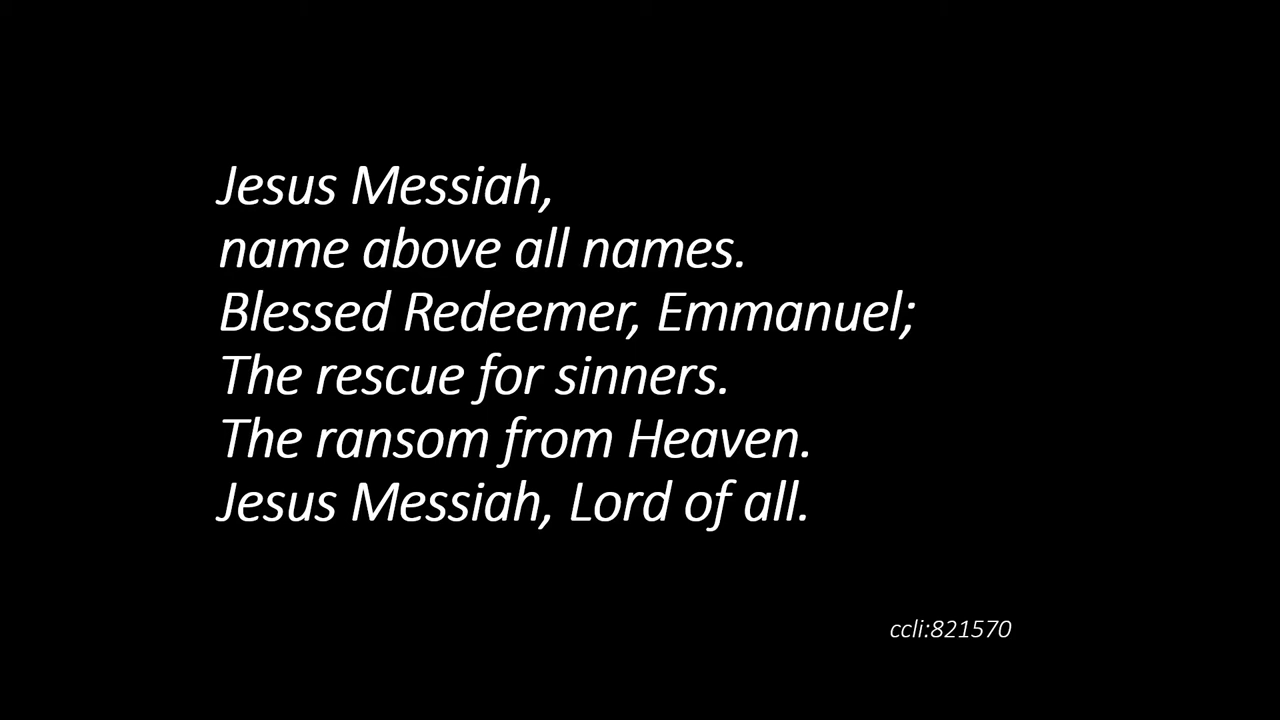 Jesus Messiah,
name above all names.
Blessed Redeemer, Emmanuel;
The rescue for sinners.
The ransom from Heaven.
Jesus Messiah, Lord of all.
ccli:821570